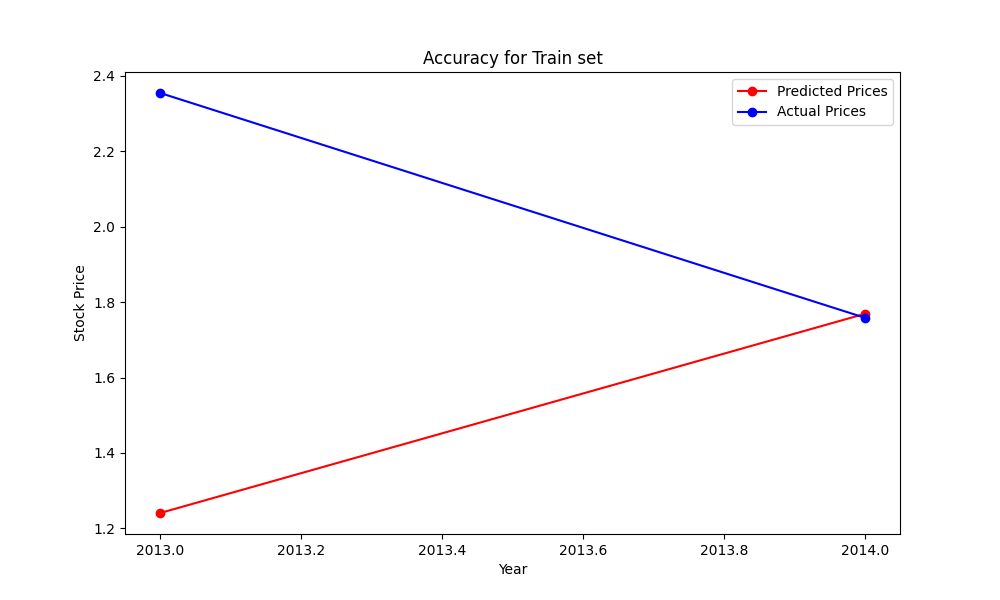 Accuracy for Train set
Predicted Prices
Actual Prices
Stock Price
2.4
2.2
2.0
1.8
1.6
1.4
1.2
2013.0
2013.2
2013.4
2013.6
2013.8
2014.0
Year